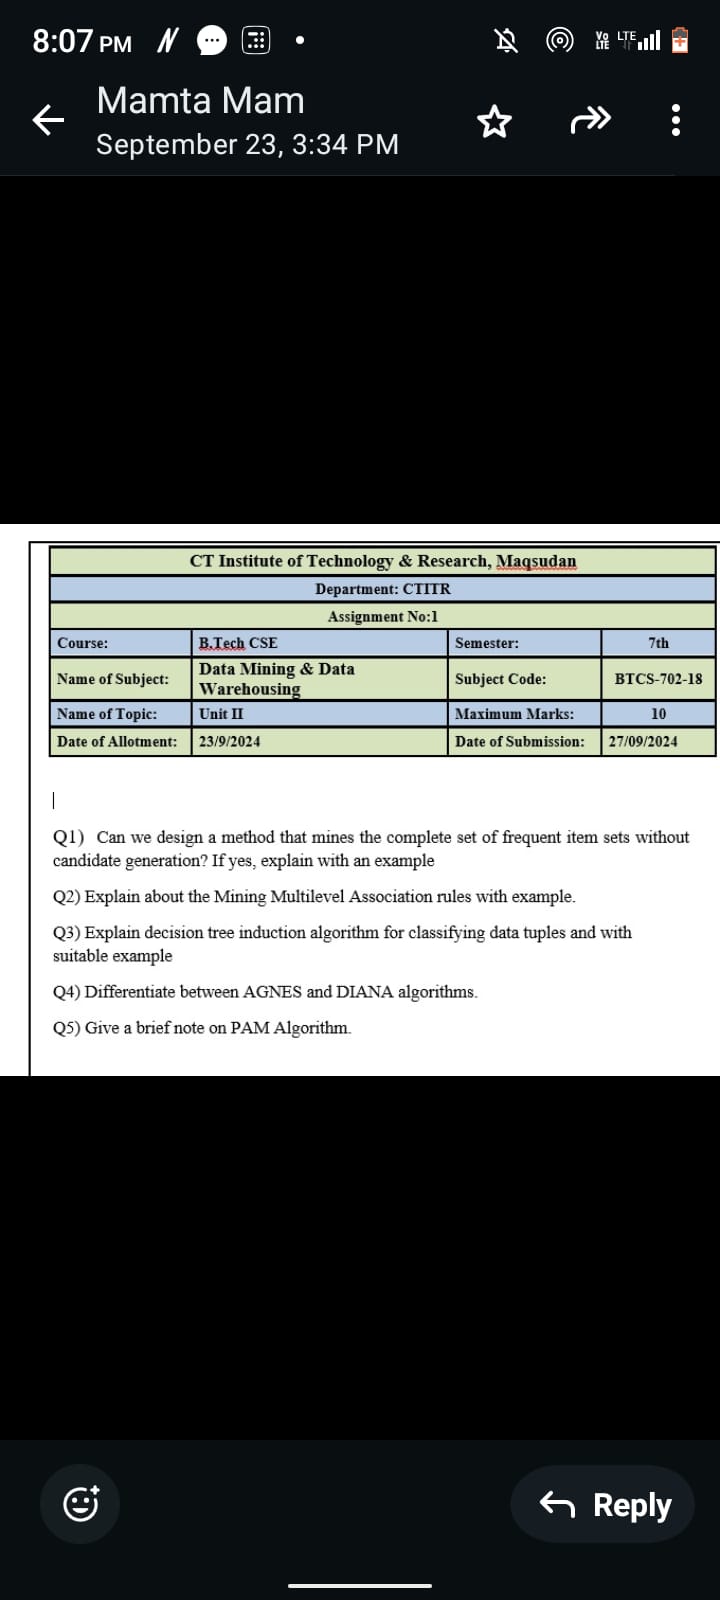 8:07 PM
VO LTE LTE
Mamta Mam
September 23, 3:34 PM
CT Institute of Technology & Research, Maqsudan
Department: CTITR
Assignment No:1
Course: B.Tech CSE Semester: 7th
Name of Subject: Data Mining & Data Warehousing Subject Code: BTCS-702-18
Name of Topic: Unit II Maximum Marks: 10
Date of Allotment: 23/9/2024 Date of Submission: 27/09/2024
Q1) Can we design a method that mines the complete set of frequent item sets without
candidate generation? If yes, explain with an example
Q2) Explain about the Mining Multilevel Association rules with example.
Q3) Explain decision tree induction algorithm for classifying data tuples and with
suitable example
Q4) Differentiate between AGNES and DIANA algorithms.
Q5) Give a brief note on PAM Algorithm.
Reply